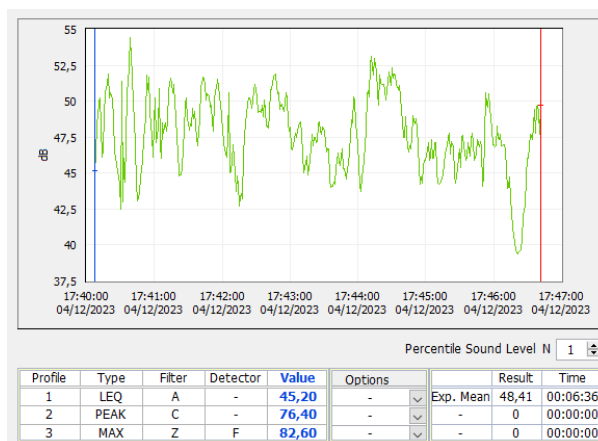 55
52,5
50
47,5
45
42,5
40
37,5
dB
17:40:00 17:41:00 17:42:00 17:43:00 17:44:00 17:45:00 17:46:00 17:47:00
04/12/2023 04/12/2023 04/12/2023 04/12/2023 04/12/2023 04/12/2023 04/12/2023 04/12/2023
Percentile Sound Level N 1
Profile Type Filter Detector Value Options Result Time
1 LEQ A - 45,20 - Exp. Mean 48,41 00:06:36
2 PEAK C - 76,40 - - 0 00:00:00
3 MAX Z F 82,60 - - 0 00:00:00